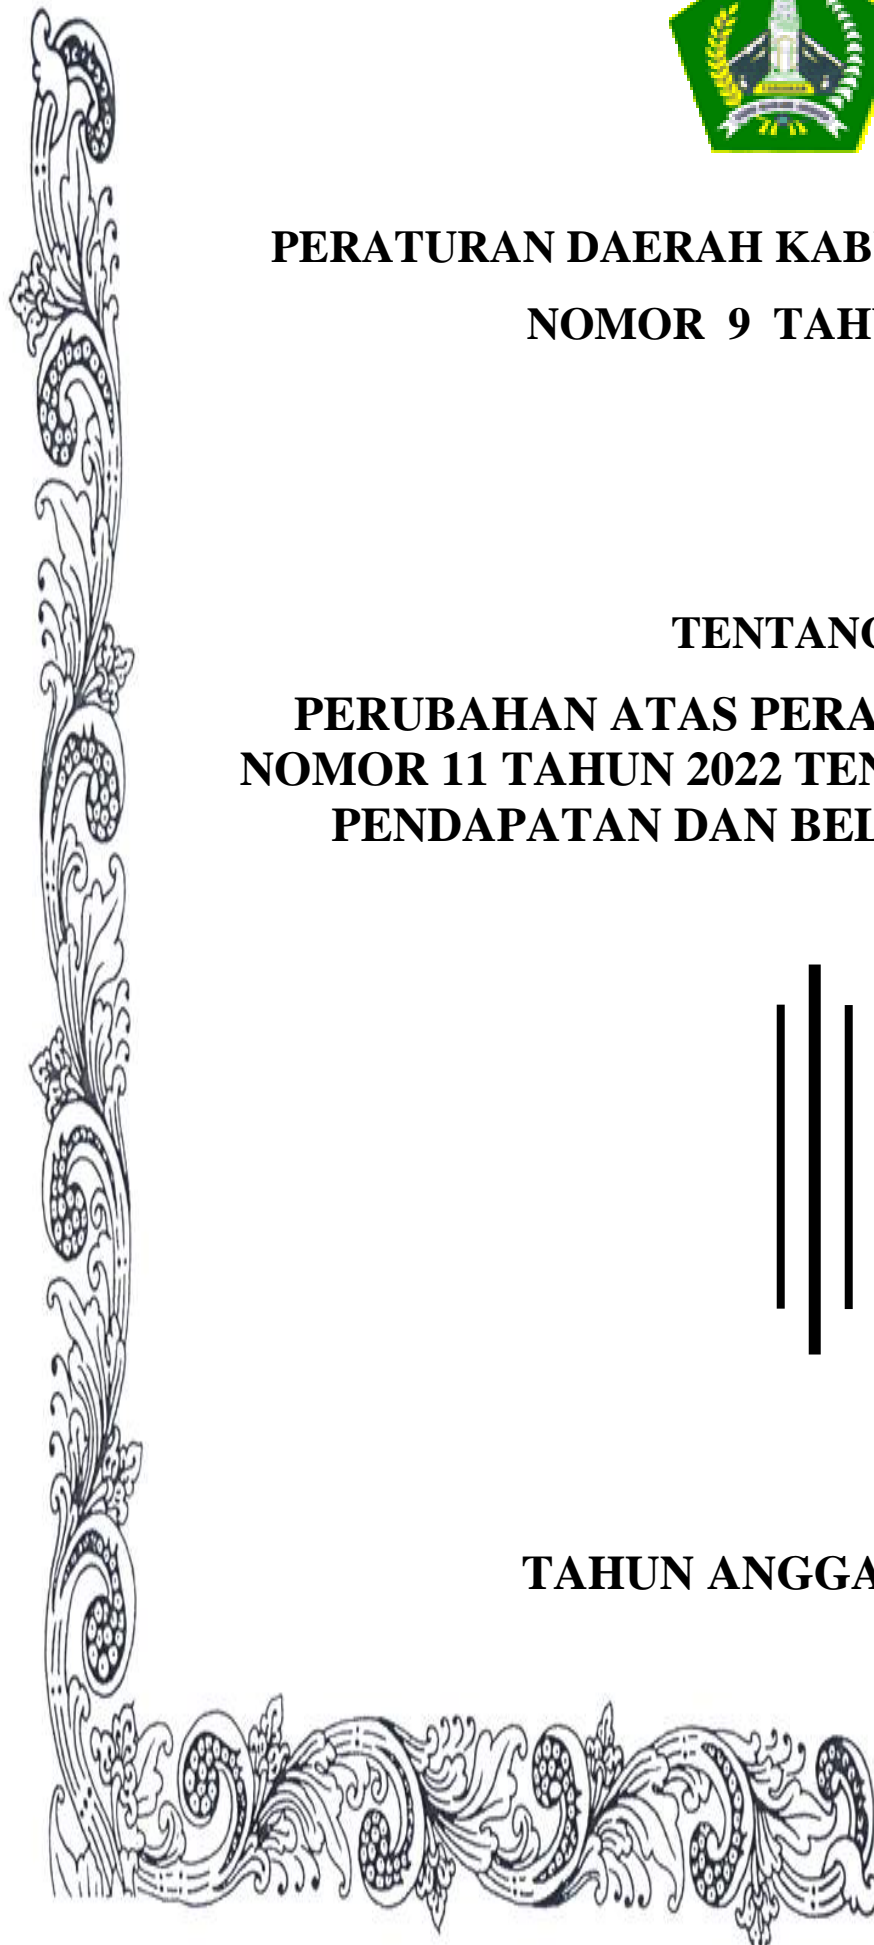 PERATURAN DAERAH KAB
NOMOR 9 TAH
TENTANG
PERUBAHAN ATAS PERA
NOMOR 11 TAHUN 2022 TEN
PENDAPATAN DAN BEL
TAHUN ANGGA